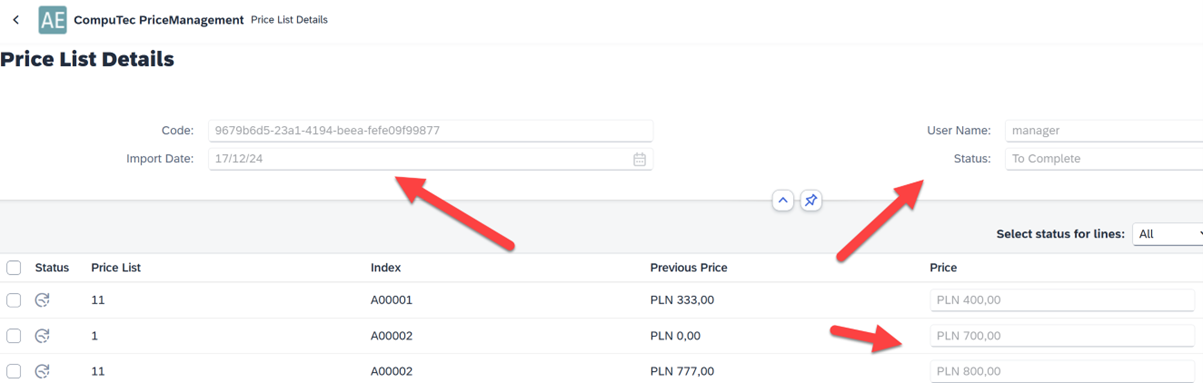 AE CompuTec PriceManagement Price List Details
Price List Details
Code: 9679b6d5-23a1-4194-beea-fefe09f99877 User Name: manager
Import Date: 17/12/24 Status: To Complete
Select status for lines: All
Status Price List Index Previous Price Price
11 A00001 PLN 333,00 PLN 400,00
1 A00002 PLN 0,00 PLN 700,00
11 A00002 PLN 777,00 PLN 800,00